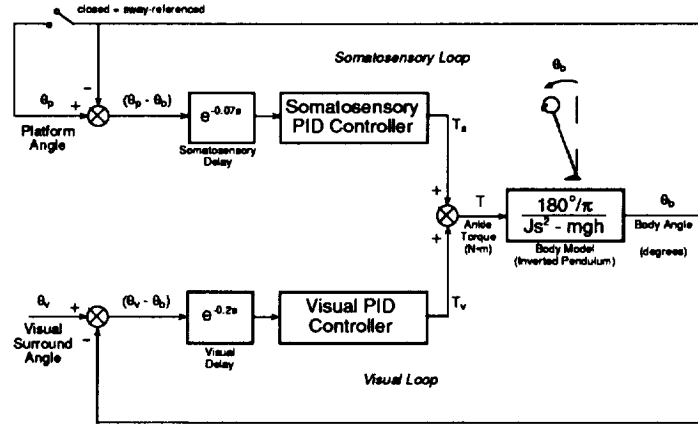 closed = sway-referenced
Somatosensory Loop
θb
θp
+
−
(θp - θb)
Platform
Angle
e^-0.07s
Somatosensory
Delay
Somatosensory
PID Controller
Ts
+
+
T
Ankle
Torque
(N•m)
180°/π
Js² - mgh
Body Model
(Inverted Pendulum)
θb
Body Angle
(degrees)
θv
+
−
(θv - θb)
Visual
Surround
Angle
e^-0.2s
Visual
Delay
Visual PID
Controller
Tv
Visual Loop